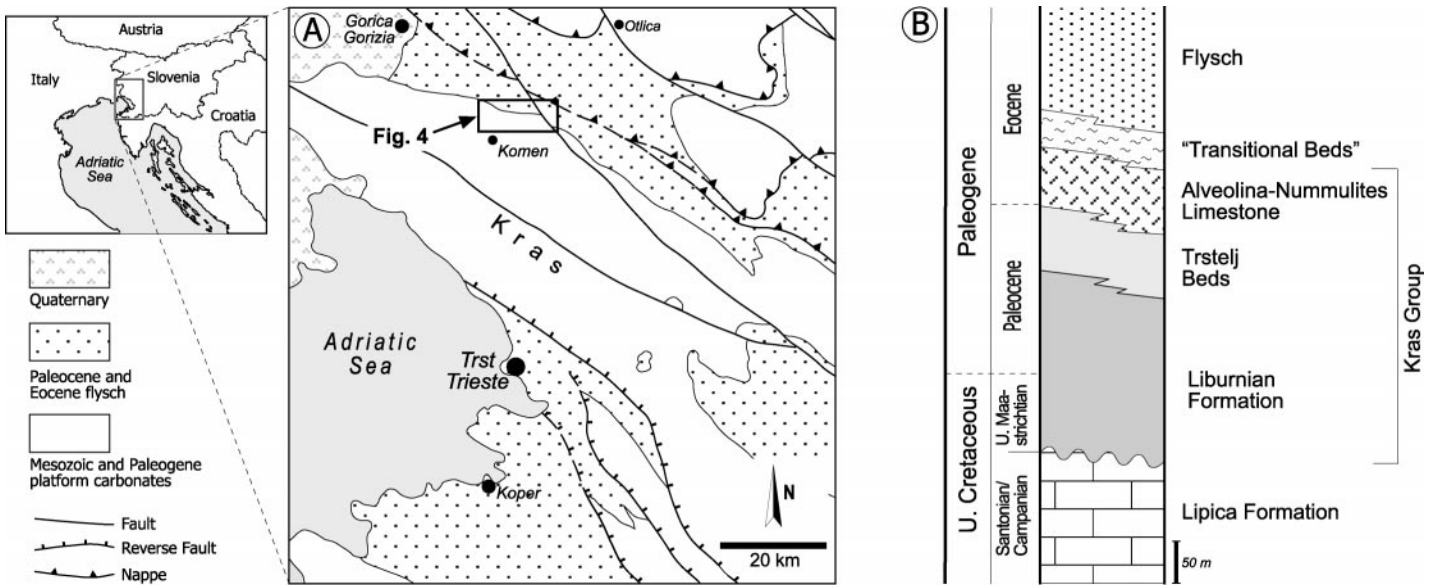 Austria
Italy
Slovenia
Croatia
Adriatic
Sea
Quaternary
Paleocene and
Eocene flysch
Mesozoic and Paleogene
platform carbonates
Fault
Reverse Fault
Nappe
A
Gorica
Gorizia
Otlica
Fig. 4
Komen
Kras
Adriatic
Sea
Trst
Trieste
Koper
N
20 km
B
Paleogene
U. Cretaceous
Eocene
Paleocene
U. Maa-
strichtian
Santonian/
Campanian
Flysch
"Transitional Beds"
Alveolina-Nummulites
Limestone
Trstelj
Beds
Liburnian
Formation
Lipica Formation
Kras Group
50 m